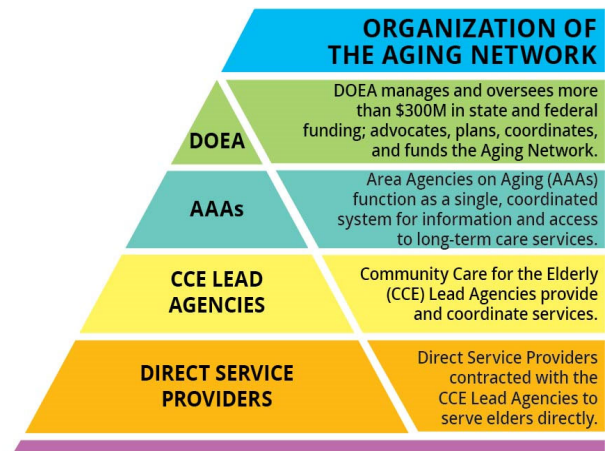 ORGANIZATION OF
THE AGING NETWORK
DOEA
DOEA manages and oversees more
than $300M in state and federal
funding; advocates, plans, coordinates,
and funds the Aging Network.
AAAs
Area Agencies on Aging (AAAs)
function as a single, coordinated
system for information and access
to long-term care services.
CCE LEAD
AGENCIES
Community Care for the Elderly
(CCE) Lead Agencies provide
and coordinate services.
DIRECT SERVICE
PROVIDERS
Direct Service Providers
contracted with the
CCE Lead Agencies to
serve elders directly.